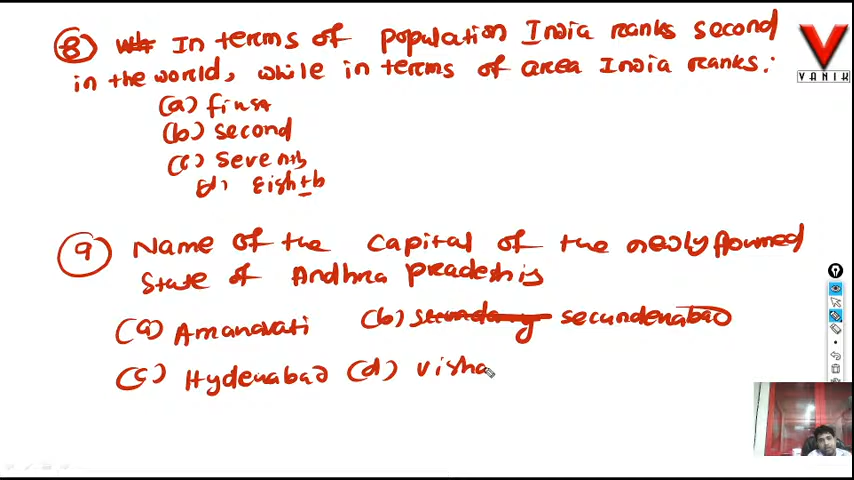 8 In terms of population India ranks second
VANIK
in the world, while in terms of area India ranks:
(a) first
(b) second
(c) seventh
(d) Eighth
9 Name of the capital of the newly formed
State of Andhra pradesh is
(a) Amaravati (b) secunderabad
(c) Hyderabad (d) visha